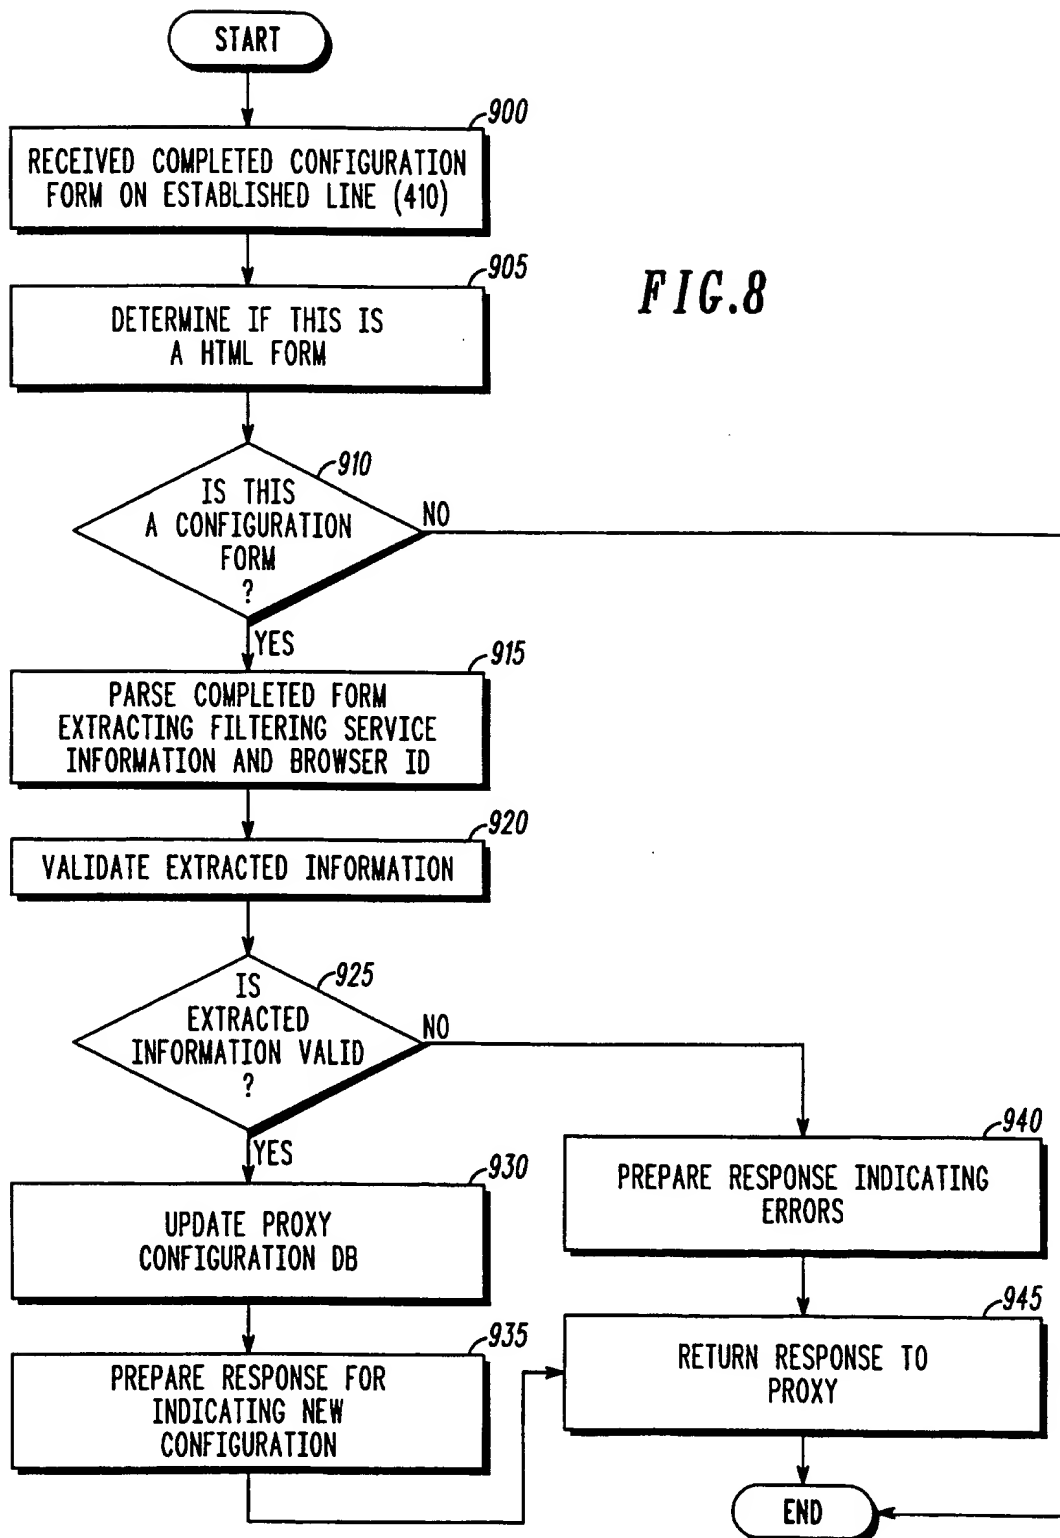 START
900
RECEIVED COMPLETED CONFIGURATION
FORM ON ESTABLISHED LINE (410)
905
DETERMINE IF THIS IS
A HTML FORM
FIG.8
910
IS THIS
A CONFIGURATION
FORM
?
NO
YES
915
PARSE COMPLETED FORM
EXTRACTING FILTERING SERVICE
INFORMATION AND BROWSER ID
920
VALIDATE EXTRACTED INFORMATION
925
IS
EXTRACTED
INFORMATION VALID
?
NO
YES
930
UPDATE PROXY
CONFIGURATION DB
935
PREPARE RESPONSE FOR
INDICATING NEW
CONFIGURATION
940
PREPARE RESPONSE INDICATING
ERRORS
945
RETURN RESPONSE TO
PROXY
END